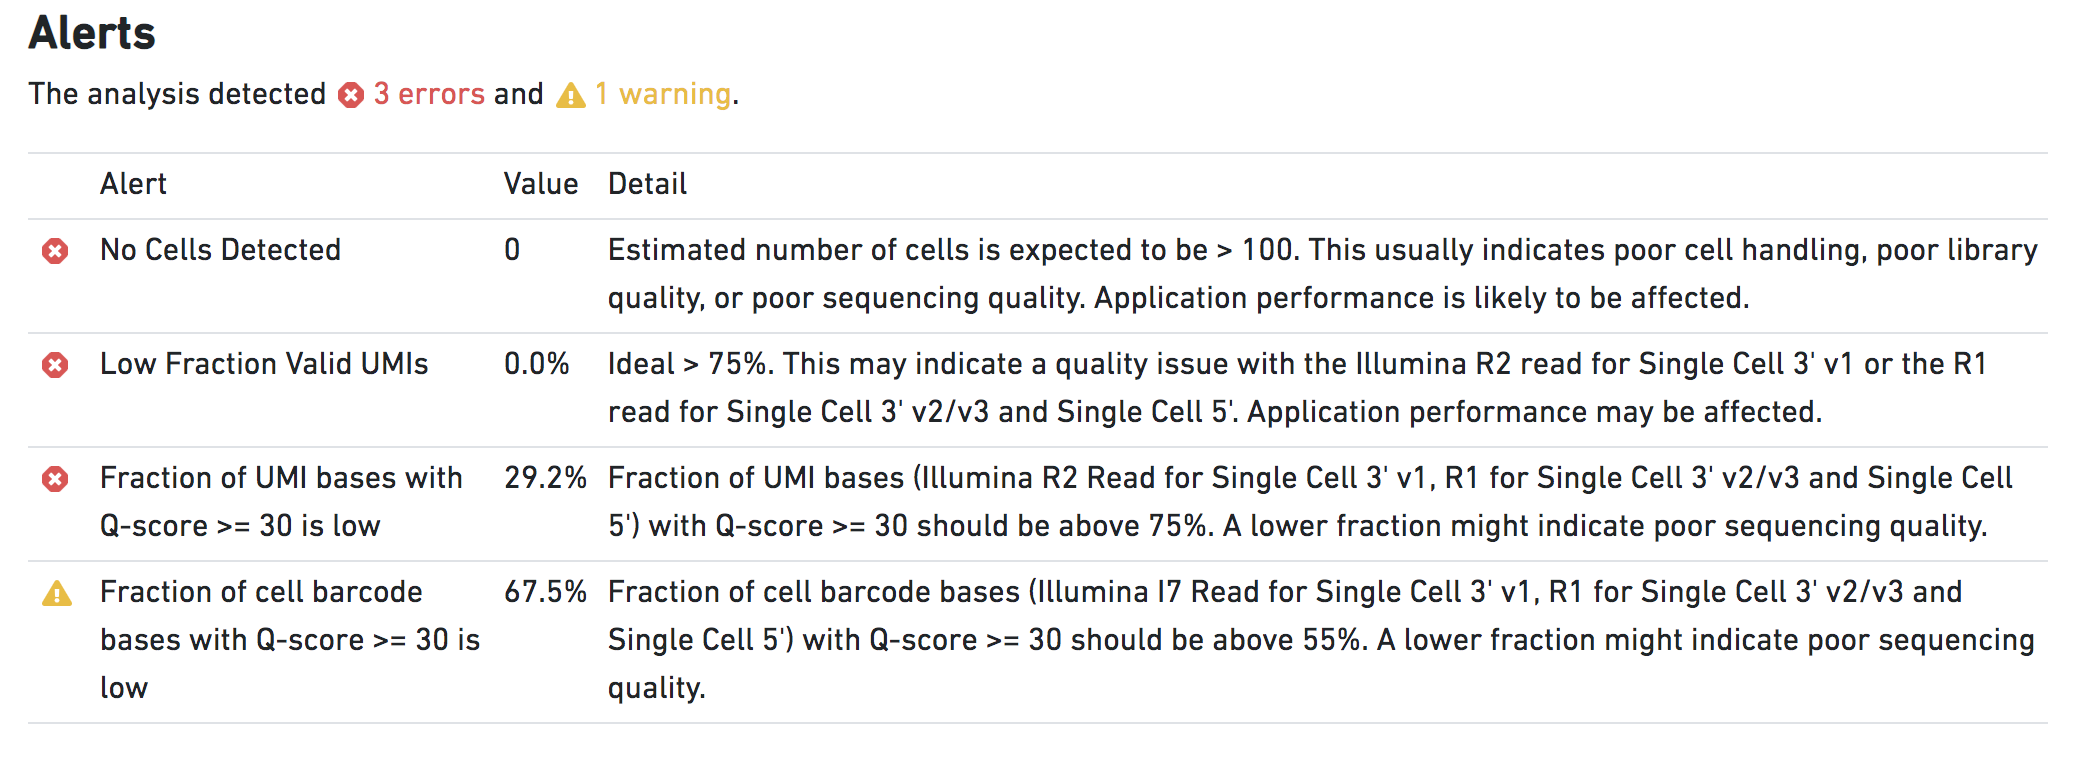 Alerts
The analysis detected 3 errors and 1 warning.
Alert Value Detail
No Cells Detected 0 Estimated number of cells is expected to be > 100. This usually indicates poor cell handling, poor library
quality, or poor sequencing quality. Application performance is likely to be affected.
Low Fraction Valid UMIs 0.0% Ideal > 75%. This may indicate a quality issue with the Illumina R2 read for Single Cell 3' v1 or the R1
read for Single Cell 3' v2/v3 and Single Cell 5'. Application performance may be affected.
Fraction of UMI bases with 29.2% Fraction of UMI bases (Illumina R2 Read for Single Cell 3' v1, R1 for Single Cell 3' v2/v3 and Single Cell
Q-score >= 30 is low 5') with Q-score >= 30 should be above 75%. A lower fraction might indicate poor sequencing quality.
Fraction of cell barcode 67.5% Fraction of cell barcode bases (Illumina I7 Read for Single Cell 3' v1, R1 for Single Cell 3' v2/v3 and
bases with Q-score >= 30 is Single Cell 5') with Q-score >= 30 should be above 55%. A lower fraction might indicate poor sequencing
low quality.